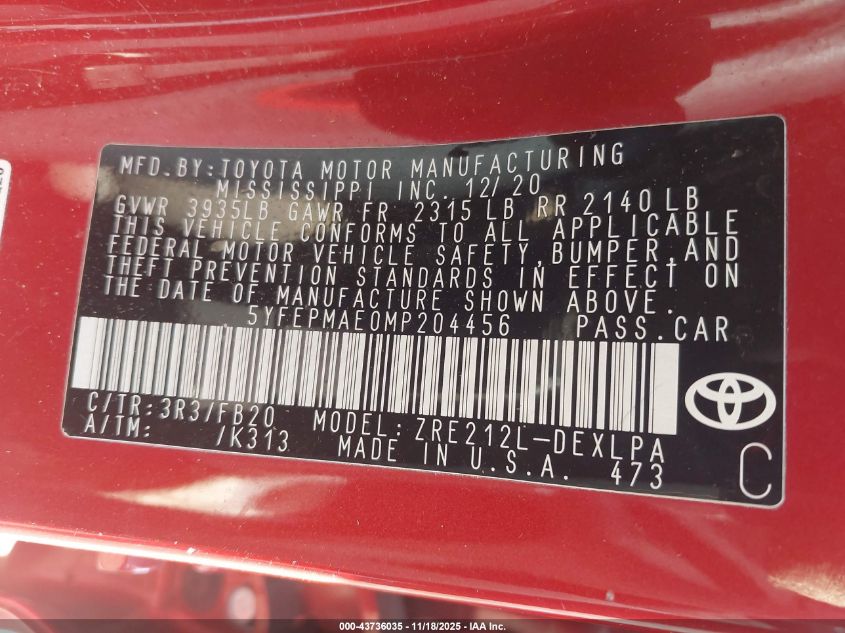 MFD.BY:TOYOTA MOTOR MANUFACTURING
MISSISSIPPI INC. 12/20
GVWR 3935LB GAWR FR 2315 LB RR 2140 LB
THIS VEHICLE CONFORMS TO ALL APPLICABLE
FEDERAL MOTOR VEHICLE SAFETY, BUMPER, AND
THEFT PREVENTION STANDARDS IN EFFECT ON
THE DATE OF MANUFACTURE SHOWN ABOVE.
5YFEPMAE0MP204456 PASS.CAR
C/TR:3R3/FB20 MODEL:ZRE212L-DEXLPA
A/TM: /K313 MADE IN U.S.A. 473
C
000-43736035 - 11/18/2025 - IAA Inc.